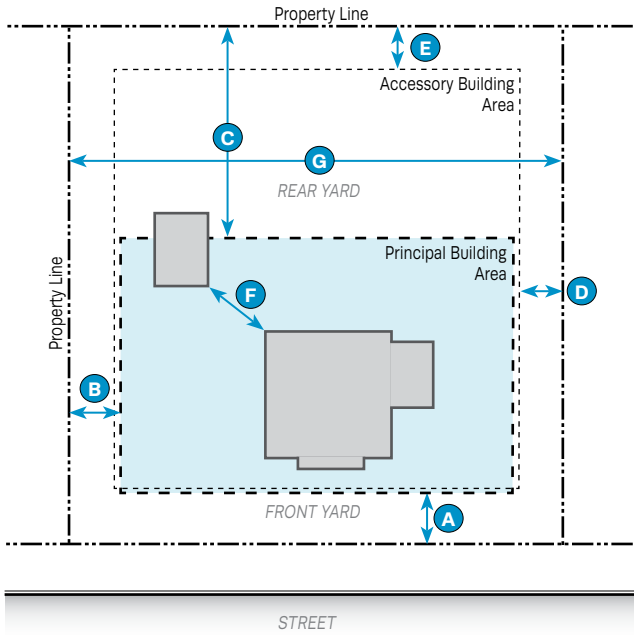 Property Line
E
Accessory Building
Area
C
G
REAR YARD
Principal Building
Area
Property Line
F
D
B
FRONT YARD
A
STREET